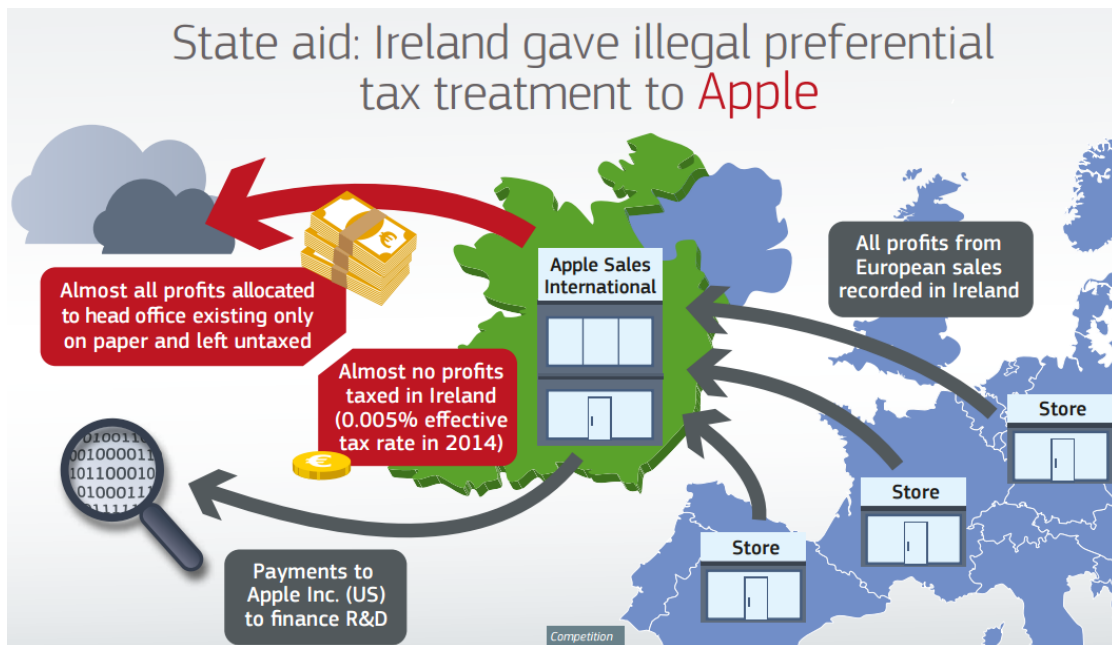 State aid: Ireland gave illegal preferential
tax treatment to Apple
All profits from
European sales
recorded in Ireland
Apple Sales
International
Almost all profits allocated
to head office existing only
on paper and left untaxed
Almost no profits
taxed in Ireland
(0.005% effective
tax rate in 2014)
Store
Store
Store
Payments to
Apple Inc. (US)
to finance R&D
Competition